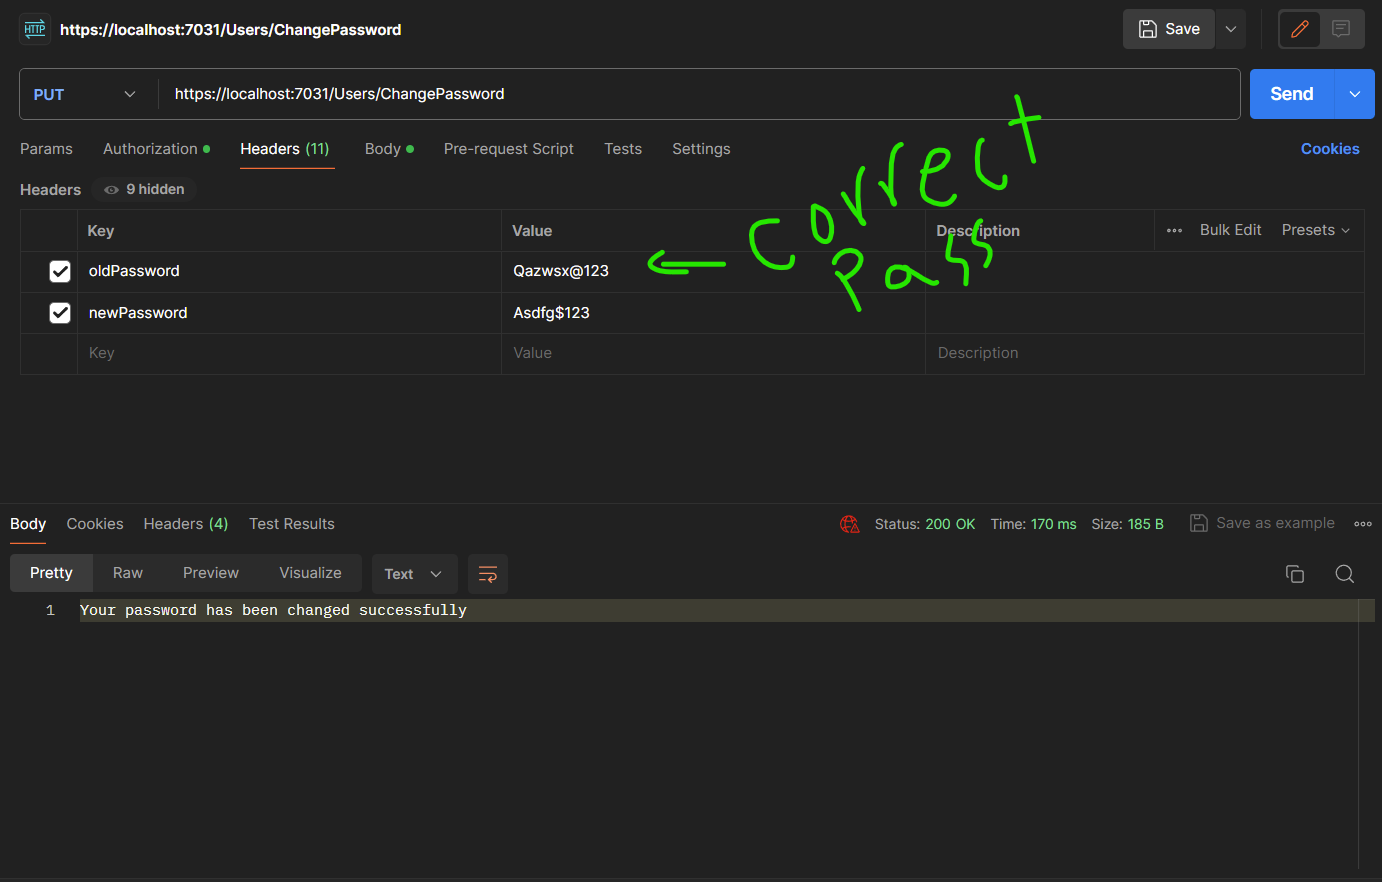 HTTP https://localhost:7031/Users/ChangePassword Save
PUT https://localhost:7031/Users/ChangePassword Send
Params Authorization Headers (11) Body Pre-request Script Tests Settings Cookies
Headers 9 hidden
Key Value Description Bulk Edit Presets
oldPassword Qazwsx@123
newPassword Asdfg$123
Key Value Description
correct
Pass
Body Cookies Headers (4) Test Results Status: 200 OK Time: 170 ms Size: 185 B Save as example
Pretty Raw Preview Visualize Text
1 Your password has been changed successfully